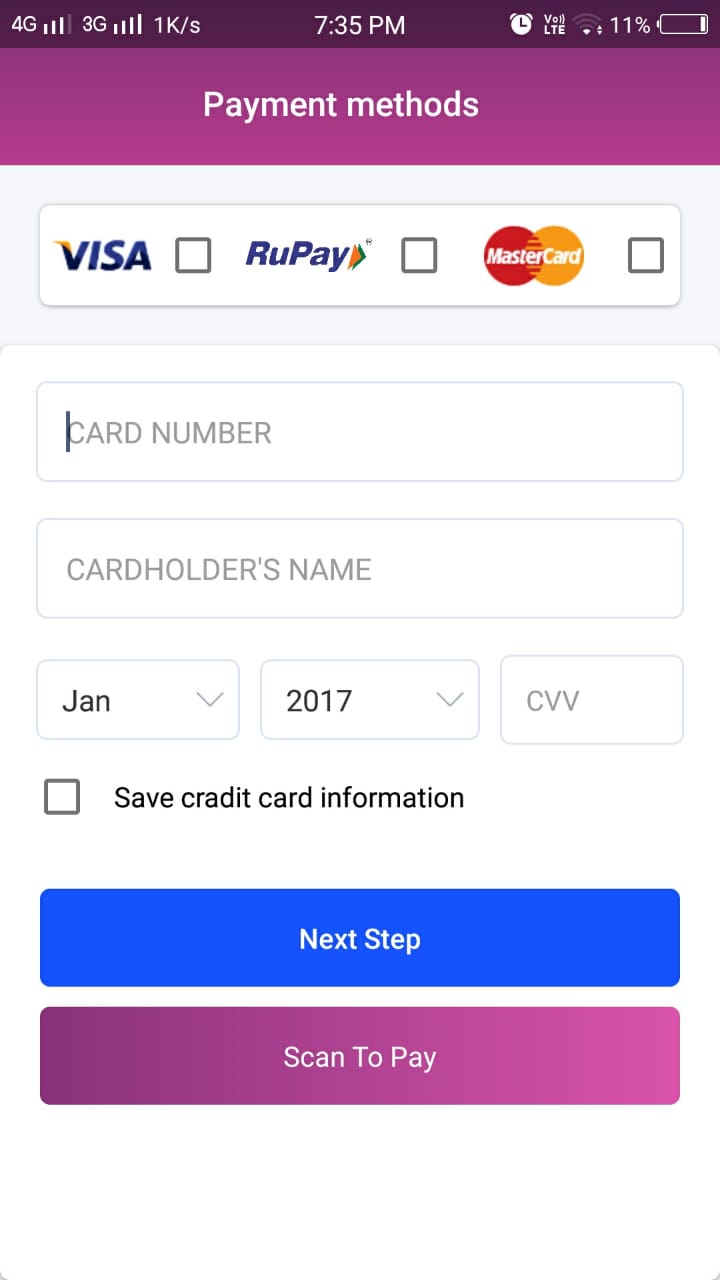 4G 3G 1K/s 7:35 PM Vo)) LTE 11%
Payment methods
VISA RuPay® MasterCard
CARD NUMBER
CARDHOLDER'S NAME
Jan 2017 CVV
Save cradit card information
Next Step
Scan To Pay